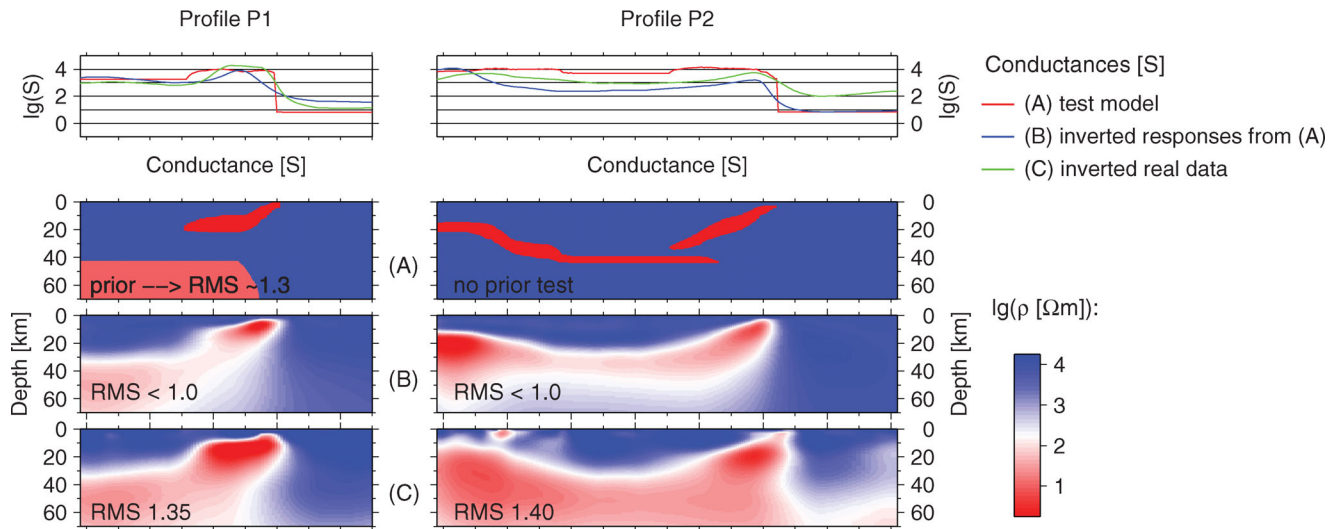 Profile P1
Profile P2
lg(S)
4
2
0
4
2
0
lg(S)
Conductances [S]
(A) test model
(B) inverted responses from (A)
(C) inverted real data
Conductance [S]
Conductance [S]
0
20
40
60
prior --> RMS ~1.3
(A)
no prior test
0
20
40
60
Depth [km]
0
20
40
60
RMS < 1.0
(B)
RMS < 1.0
0
20
40
60
Depth [km]
0
20
40
60
RMS 1.35
(C)
RMS 1.40
0
20
40
60
lg(ρ [Ωm]):
4
3
2
1